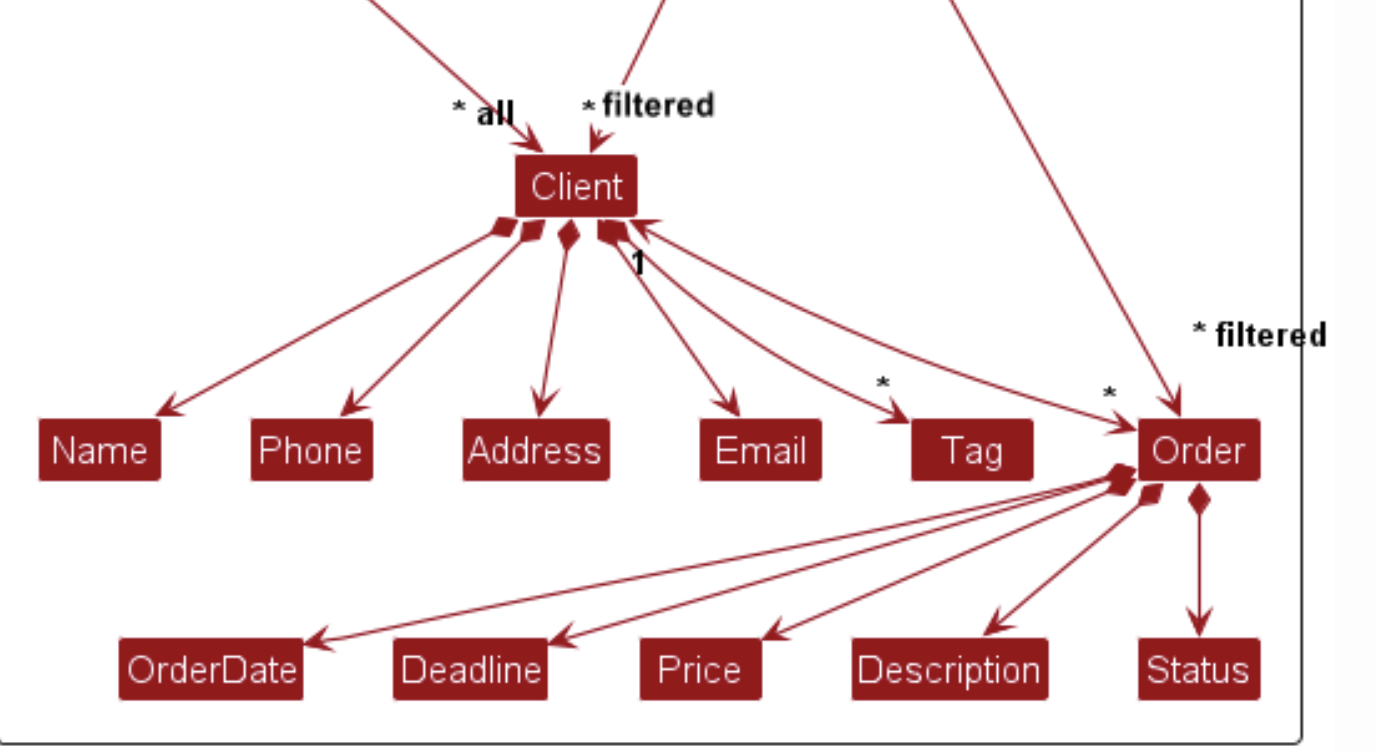 * all
* filtered
Client
1
* filtered
*
*
Name
Phone
Address
Email
Tag
Order
OrderDate
Deadline
Price
Description
Status